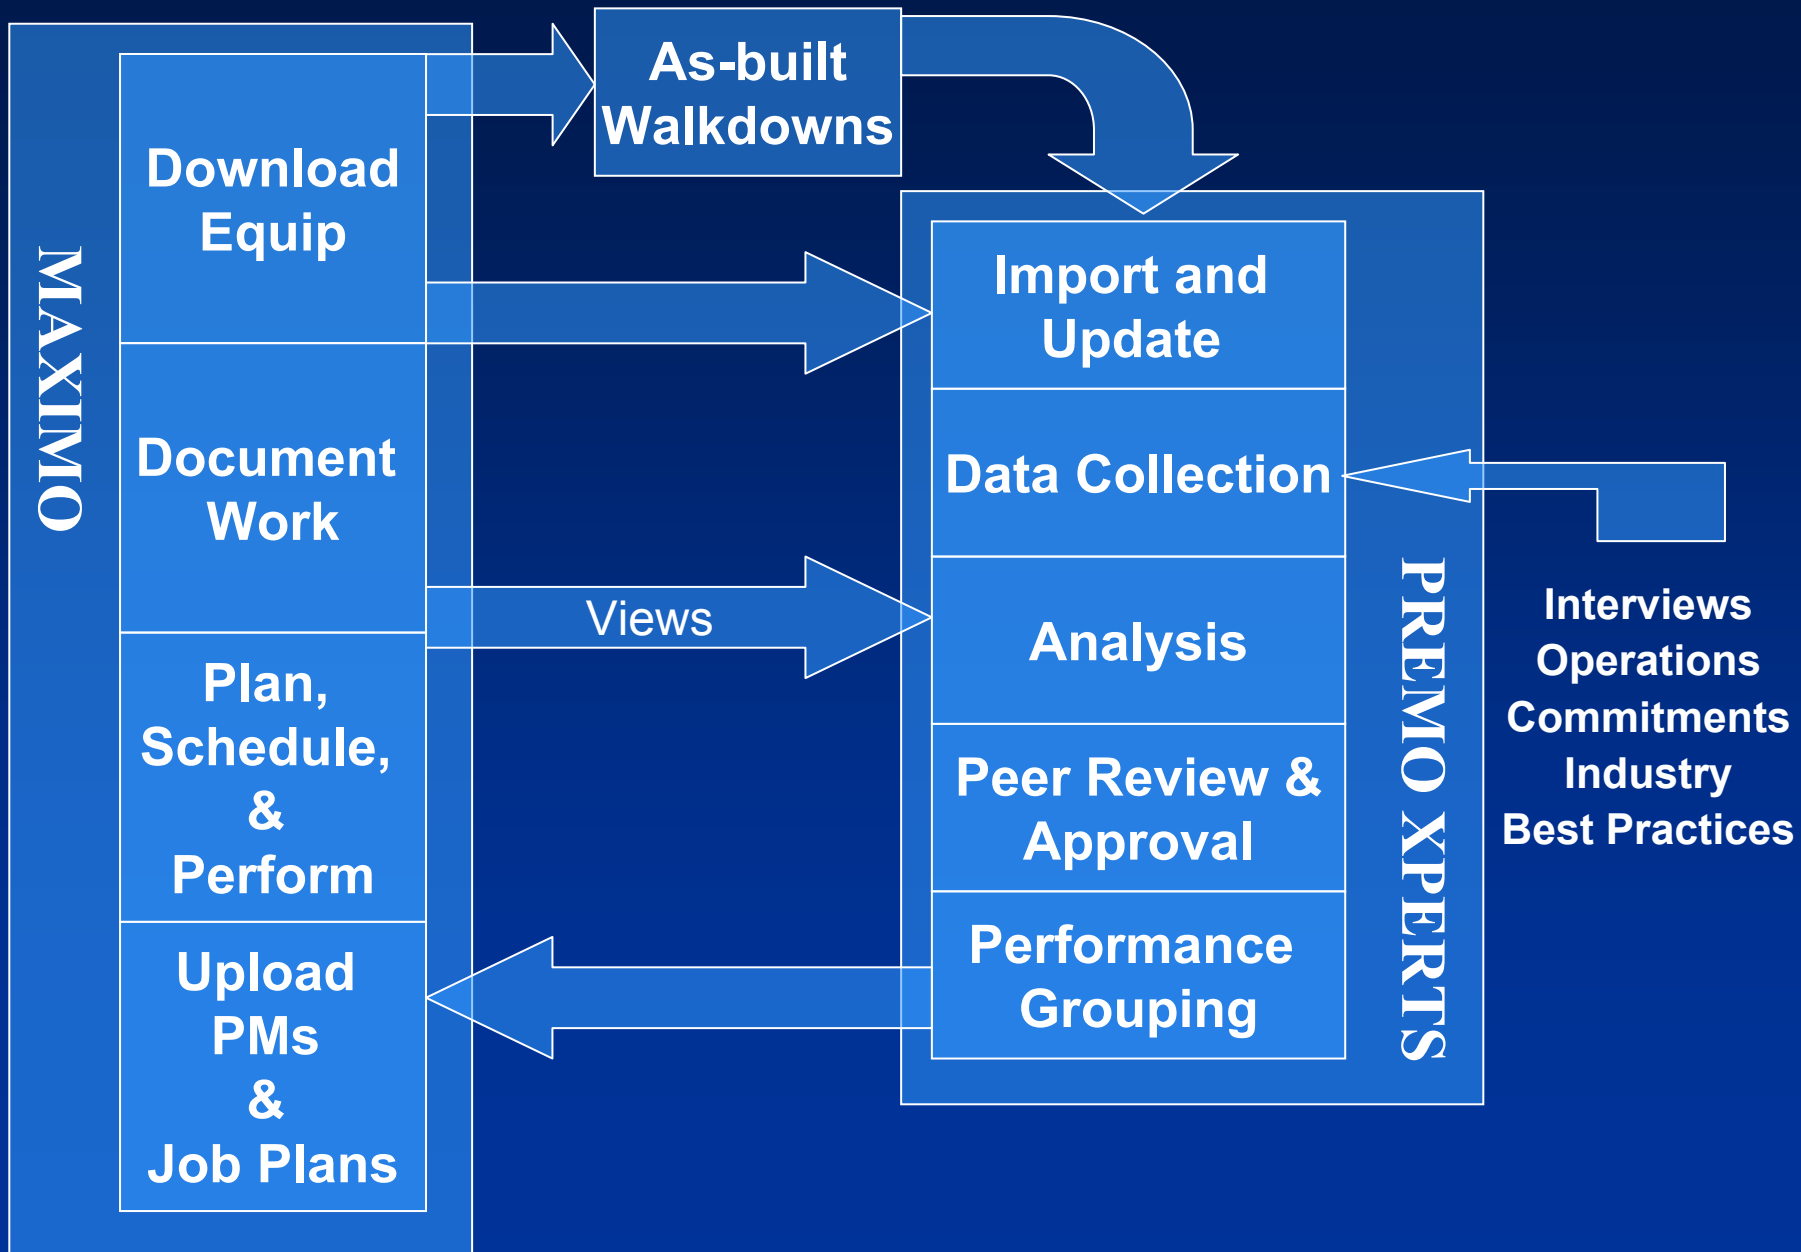 MAXIMO
Download
Equip
Document
Work
Plan,
Schedule,
&
Perform
Upload
PMs
&
Job Plans
As-built
Walkdowns
Views
Import and
Update
Data Collection
Analysis
Peer Review &
Approval
Performance
Grouping
PREMO XPERTS
Interviews
Operations
Commitments
Industry
Best Practices